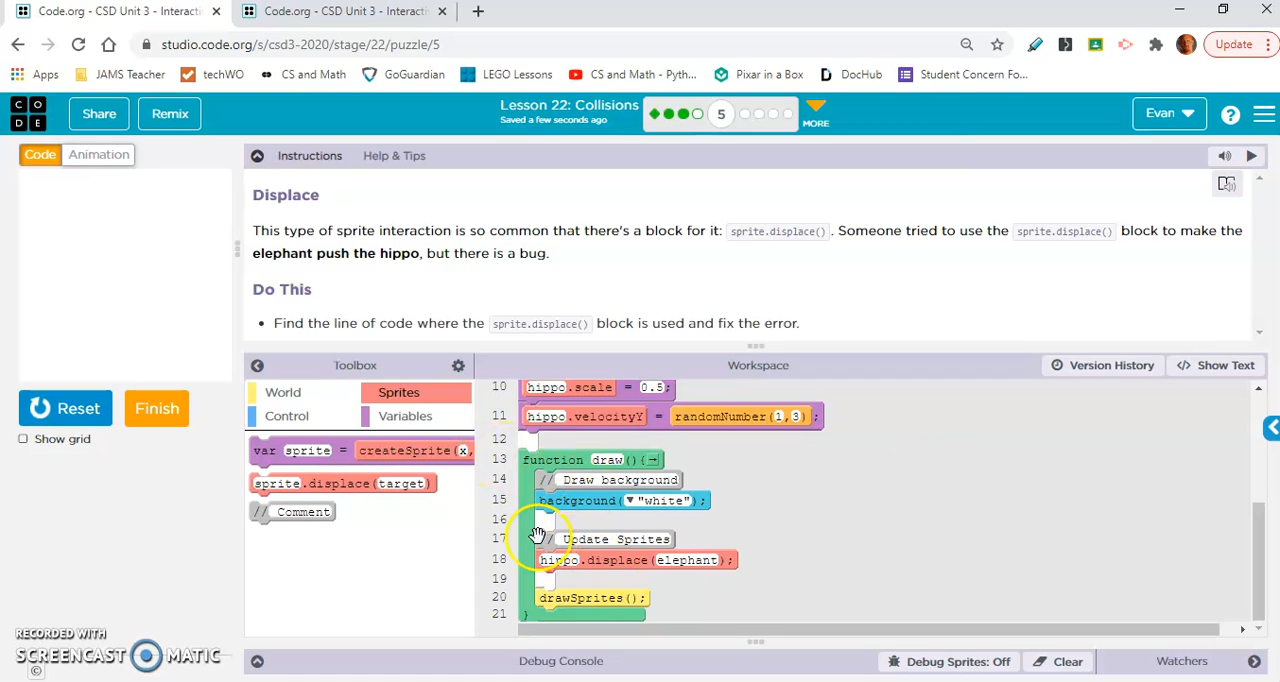 Code.org - CSD Unit 3 - Interacti
Code.org - CSD Unit 3 - Interacti
studio.code.org/s/csd3-2020/stage/22/puzzle/5
Update
Apps
JAMS Teacher
techWO
CS and Math
GoGuardian
LEGO Lessons
CS and Math - Pyth...
Pixar in a Box
DocHub
Student Concern Fo...
C O
D E
Share
Remix
Lesson 22: Collisions
Saved a few seconds ago
5
MORE
Evan
?
Code
Animation
Instructions
Help & Tips
Displace
This type of sprite interaction is so common that there's a block for it: sprite.displace() . Someone tried to use the sprite.displace() block to make the
elephant push the hippo, but there is a bug.
Do This
• Find the line of code where the sprite.displace() block is used and fix the error.
Toolbox
Workspace
Version History
</> Show Text
World
Sprites
Control
Variables
var sprite = createSprite(x,
sprite.displace(target)
// Comment
Reset
Finish
Show grid
10 hippo.scale = 0.5;
11 hippo.velocityY = randomNumber(1,3);
12
13 function draw(){
14 // Draw background
15 background("white");
16
17 // Update Sprites
18 hippo.displace(elephant);
19
20 drawSprites();
21 }
RECORDED WITH
SCREENCAST MATIC
©
Debug Console
Debug Sprites: Off
Clear
Watchers